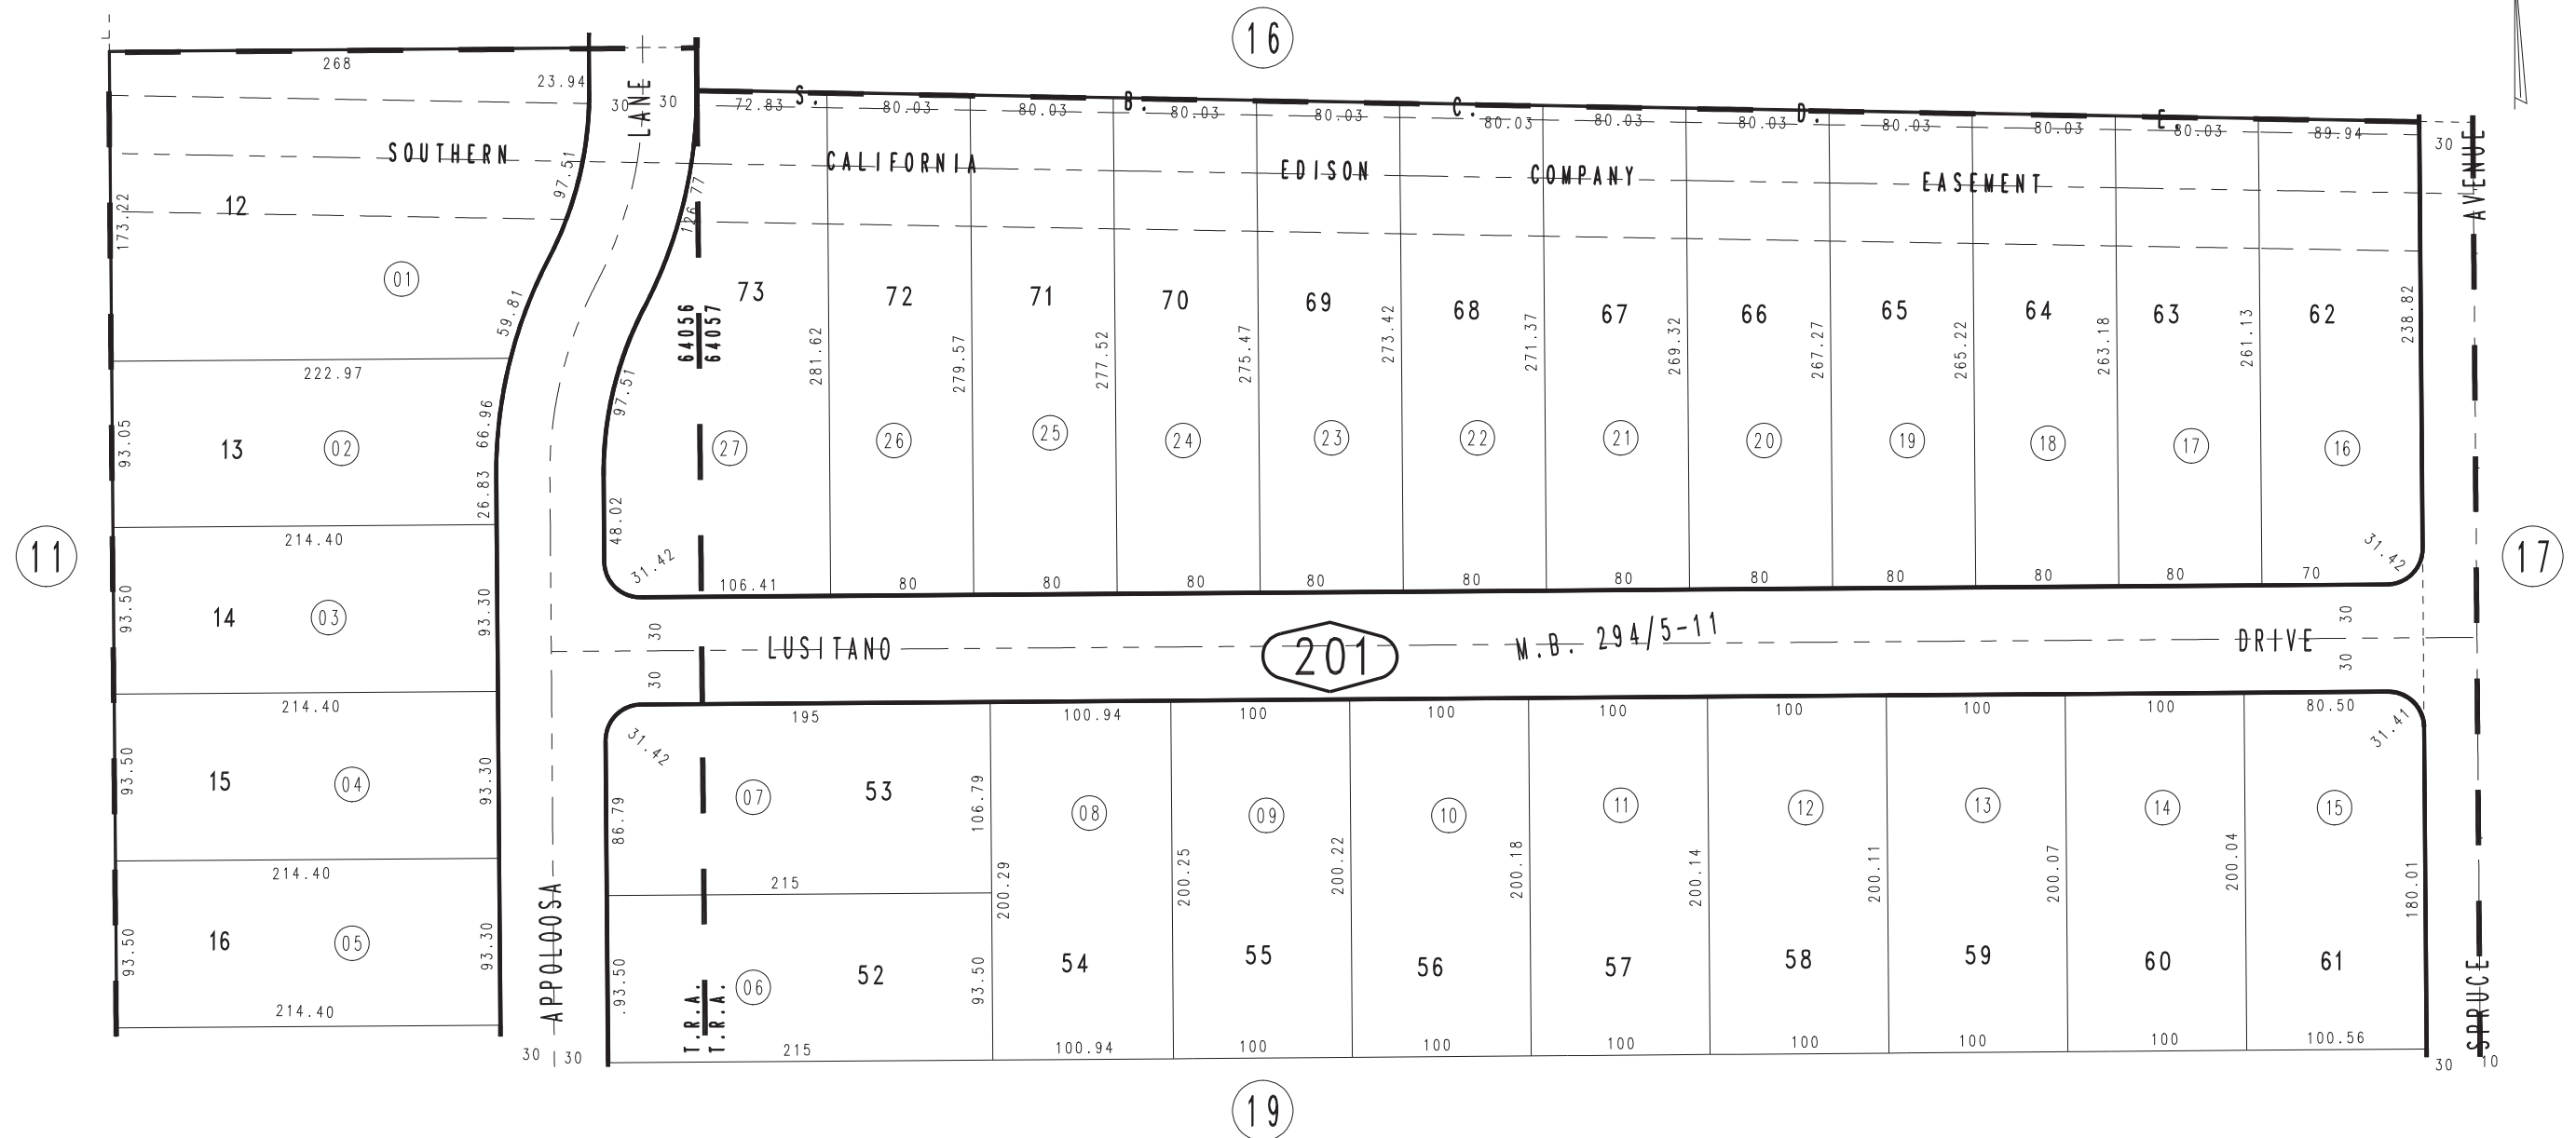 16
268
23.94
30 30
LANE
72.83 80.03 80.03 80.03 80.03 80.03 80.03 80.03 80.03 80.03 89.94
S. B. C. D. E.
30
AVENUE
SOUTHERN CALIFORNIA EDISON COMPANY EASEMENT
173.22
12
97.51
126.77
01
59.81
64056
64057
73 72 71 70 69 68 67 66 65 64 63 62
281.62 279.57 277.52 275.47 273.42 271.37 269.32 267.27 265.22 263.18 261.13 238.82
222.97
97.51
93.05
13
02
66.96
26.83
27 26 25 24 23 22 21 20 19 18 17 16
48.02
31.42
31.42
214.40
11
17
106.41 80 80 80 80 80 80 80 80 80 80 70
93.50
14
03
93.30
30
30
LUSITANO
201
M.B. 294/5-11
DRIVE
30
30
214.40
195 100.94 100 100 100 100 100 100 80.50
31.42
31.41
93.50
15
04
93.30
86.79
07
53
106.79
08 09 10 11 12 13 14 15
214.40
215
200.29 200.25 200.22 200.18 200.14 200.11 200.07 200.04 180.01
93.50
16
05
93.30
APPOLOOSA
.93.50
06
52
93.50
T.R.A.
T.R.A.
54 55 56 57 58 59 60 61
SPRUCE
214.40
30 30
215 100.94 100 100 100 100 100 100 100.56
30 10
19